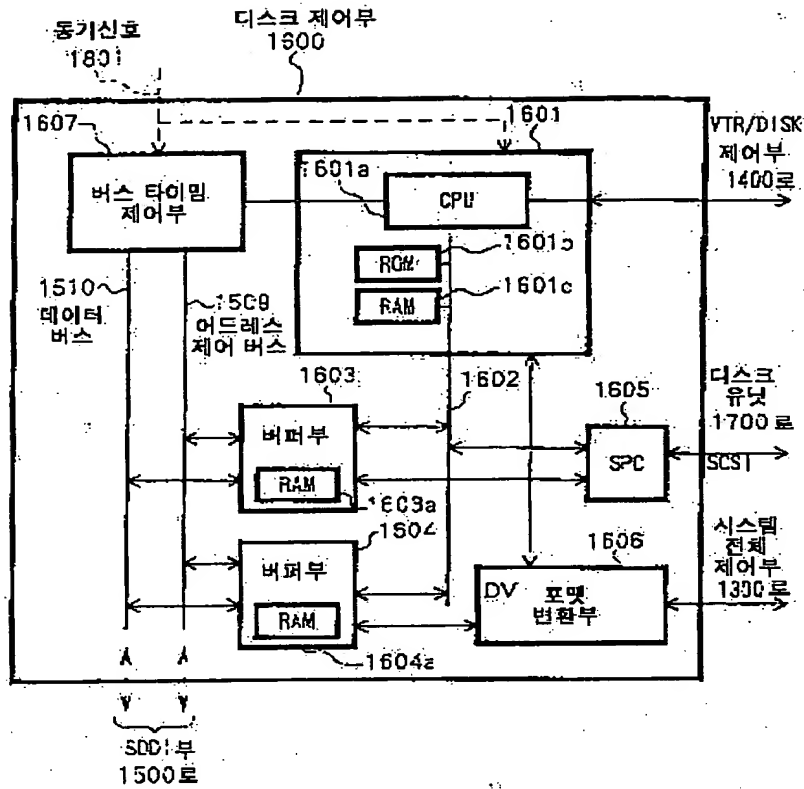 동기신호
1801
디스크 제어부
1600
1607
버스 타이밍
제어부
1601
1601a
CPU
ROM
1601b
RAM
1601c
VTR/DISK
제어부
1400로
1510
데이터
버스
1509
어드레스
제어 버스
1603
버퍼부
RAM
1603a
1602
1605
SPC
SCSI
디스크
유닛
1700로
1604
버퍼부
RAM
1604a
1606
DV 포맷
변환부
시스템
전체
제어부
1300로
SDDI부
1500로